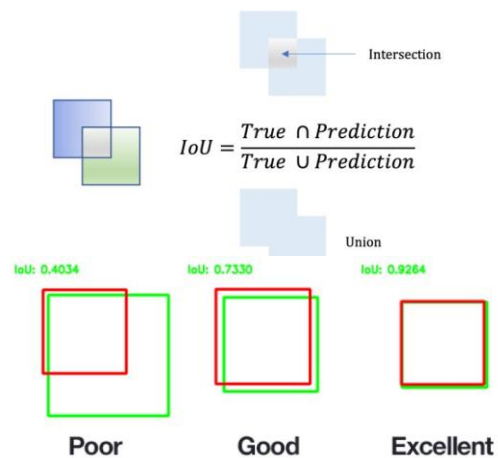 Intersection
IoU = True ∩ Prediction
True ∪ Prediction
Union
IoU: 0.4034 IoU: 0.7330 IoU: 0.9264
Poor Good Excellent